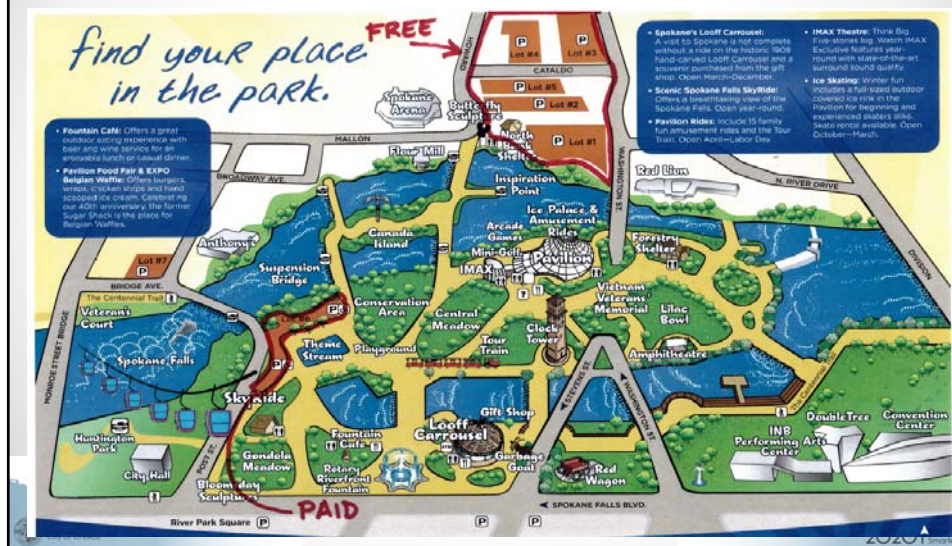 find your place
in the park.
FREE
HOWARD
P
Lot #4
P
Lot #3
CATALDO
P Lot #5
P Lot #2
P
Lot #1
• Spokane's Looff Carrousel:
A visit to Spokane is not complete
without a ride on the historic 1909
hand-carved Looff Carrousel and a
souvenir purchased from the gift
shop. Open March–December.
• Scenic Spokane Falls SkyRide:
Offers a breathtaking view of the
Spokane Falls. Open year-round.
• Pavilion Rides: Include 15 family
fun amusement rides and the Tour
Train. Open April–Labor Day
• IMAX Theatre: Think Big.
Five-stories big. Watch IMAX
Exclusive features year-
round with state-of-the-art
surround sound quality.
• Ice Skating: Winter fun
includes a full-sized outdoor
covered ice rink in the
Pavilion for beginning and
experienced skaters alike.
Skate rental available. Open
October–March.
• Fountain Café: Offers a great
outdoor eating experience with
beer and wine service for an
enjoyable lunch or casual dinner.
• Pavilion Food Fair & EXPO
Belgian Waffle: Offers burgers,
wraps, chicken strips and hand
scooped ice cream. Celebrating
our 40th anniversary, the former
Sugar Shack is the place for
Belgian Waffles.
Spokane
Arena
Butterfly
Sculpture
North
Bank
Shelter
MALLON
Flour Mill
BROADWAY AVE.
Inspiration
Point
WASHINGTON ST.
Red Lion
N. RIVER DRIVE
DIVISION
Anthony's
Canada
Island
Ice Palace &
Amusement
Rides
Arcade
Games
Mini-Golf
IMAX
Pavilion
Forestry
Shelter
Lot #7
P
BRIDGE AVE.
Suspension
Bridge
The Centennial Trail
Veterans
Court
Conservation
Area
Central
Meadow
Vietnam
Veterans'
Memorial
Lilac
Bowl
Clock
Tower
Theme
Stream
Playground
Tour
Train
Amphitheatre
MONROE STREET BRIDGE
Spokane Falls
P
P
SkyRide
STEVENS ST.
WASHINGTON ST.
The Centennial
Gift Shop
Looff
Carrousel
Garbage
Goat
Fountain
Cafe
Rotary
Riverfront
Fountain
Red
Wagon
DoubleTree
Convention
Center
INB
Performing Arts
Center
Huntington
Park
City Hall
POST ST.
Gondola
Meadow
Bloomsday
Sculptures
PAID
SPOKANE FALLS BLVD.
River Park Square P
P
P
2020